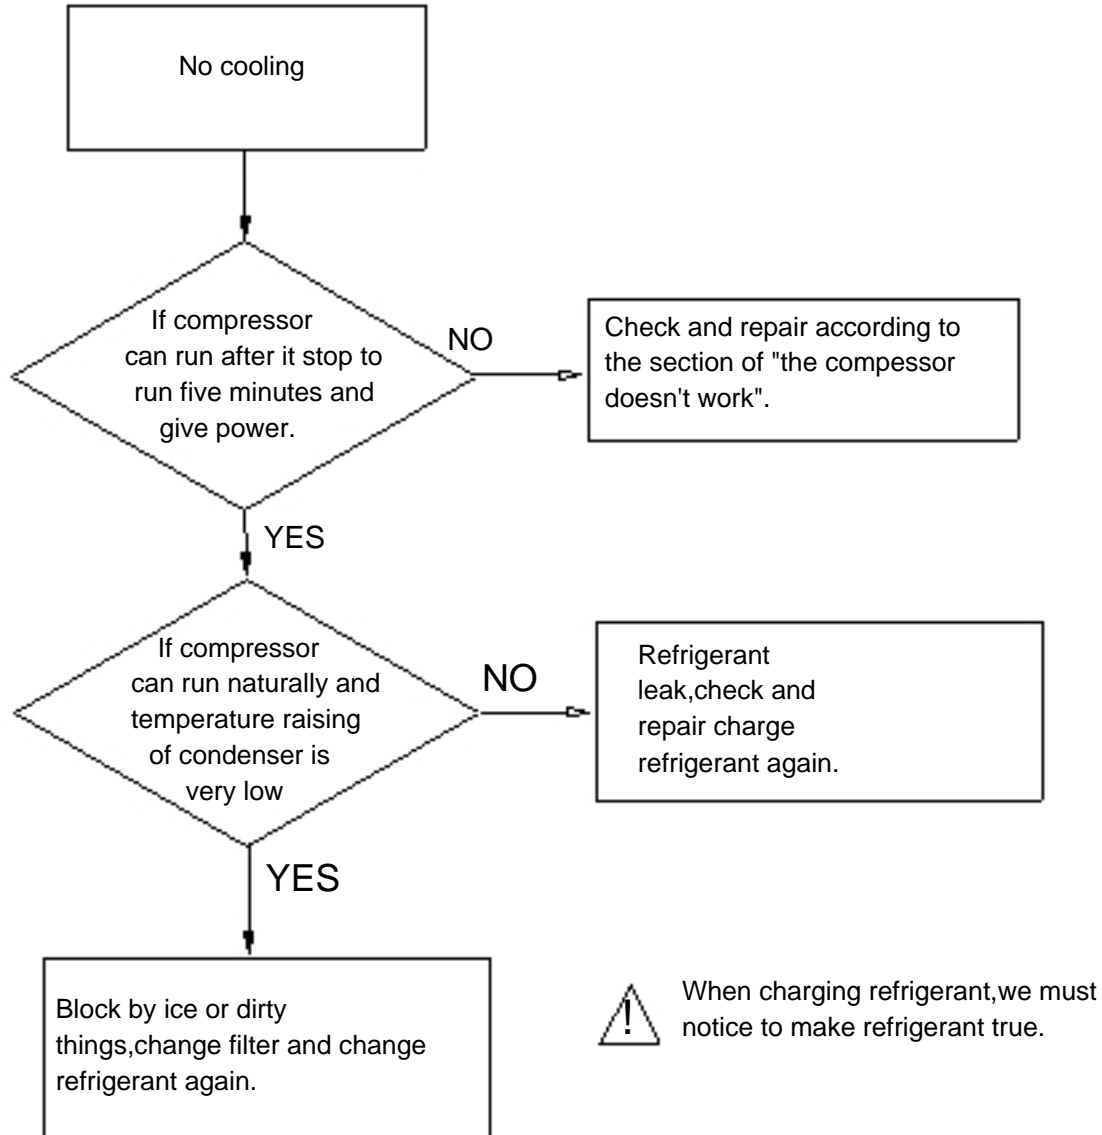 No cooling
If compressor
can run after it stop to
run five minutes and
give power.
NO
Check and repair according to
the section of "the compessor
doesn't work".
YES
If compressor
can run naturally and
temperature raising
of condenser is
very low
NO
Refrigerant
leak,check and
repair charge
refrigerant again.
YES
Block by ice or dirty
things,change filter and change
refrigerant again.
!
When charging refrigerant,we must
notice to make refrigerant true.